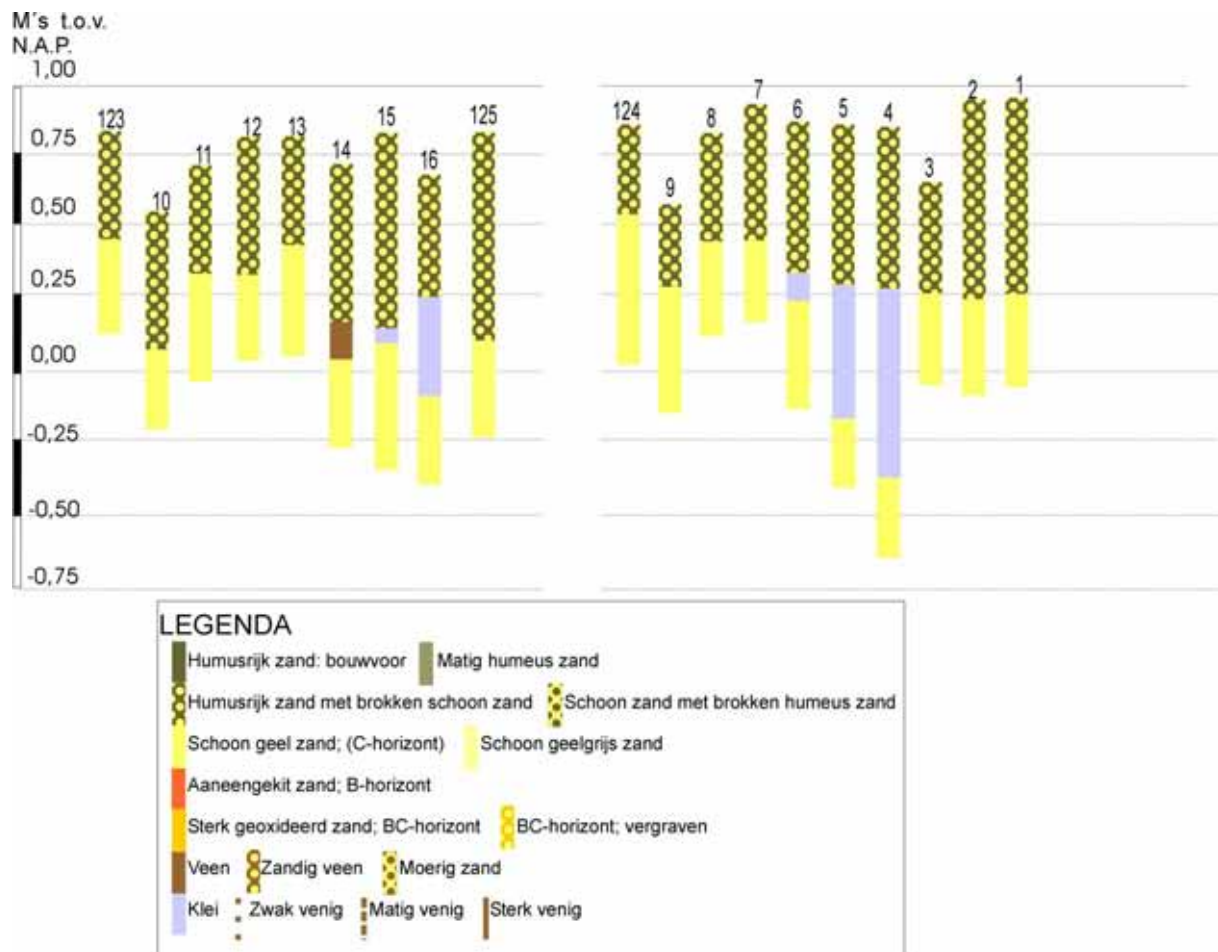 M's t.o.v.
N.A.P.
1,00
0,75
0,50
0,25
0,00
-0,25
-0,50
-0,75
123
10
11
12
13
14
15
16
125
124
9
8
7
6
5
4
3
2
1
LEGENDA
Humusrijk zand: bouwvoor Matig humeus zand
Humusrijk zand met brokken schoon zand Schoon zand met brokken humeus zand
Schoon geel zand; (C-horizont) Schoon geelgrijs zand
Aaneengekit zand; B-horizont
Sterk geoxideerd zand; BC-horizont BC-horizont; vergraven
Veen Zandig veen Moerig zand
Klei Zwak venig Matig venig Sterk venig